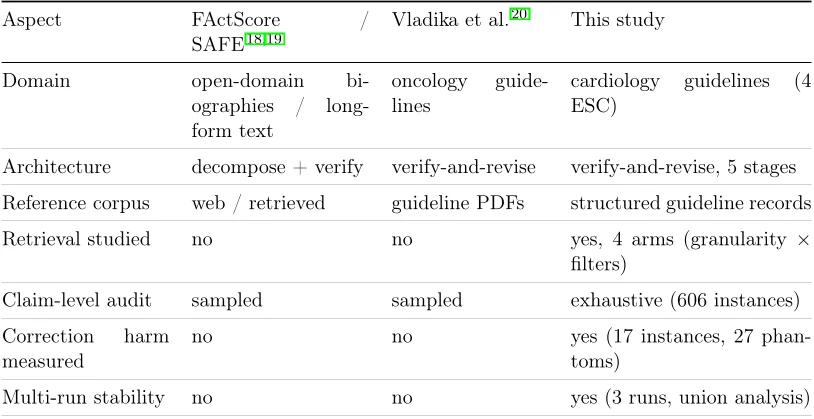 Aspect FActScore / Vladika et al.20 This study
SAFE18,19
Domain open-domain bi- oncology guide- cardiology guidelines (4
ographies / long- lines ESC)
form text
Architecture decompose + verify verify-and-revise verify-and-revise, 5 stages
Reference corpus web / retrieved guideline PDFs structured guideline records
Retrieval studied no no yes, 4 arms (granularity ×
filters)
Claim-level audit sampled sampled exhaustive (606 instances)
Correction harm no no yes (17 instances, 27 phan-
measured toms)
Multi-run stability no no yes (3 runs, union analysis)